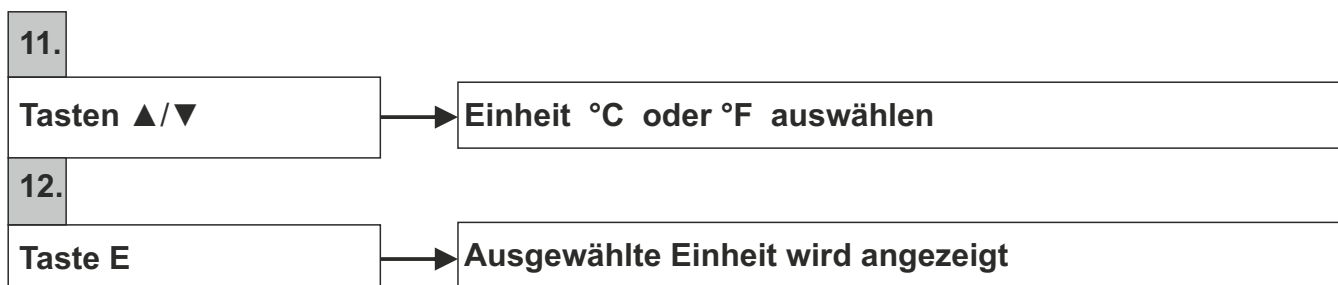 11.
Tasten ▲/▼
Einheit °C oder °F auswählen
12.
Taste E
Ausgewählte Einheit wird angezeigt